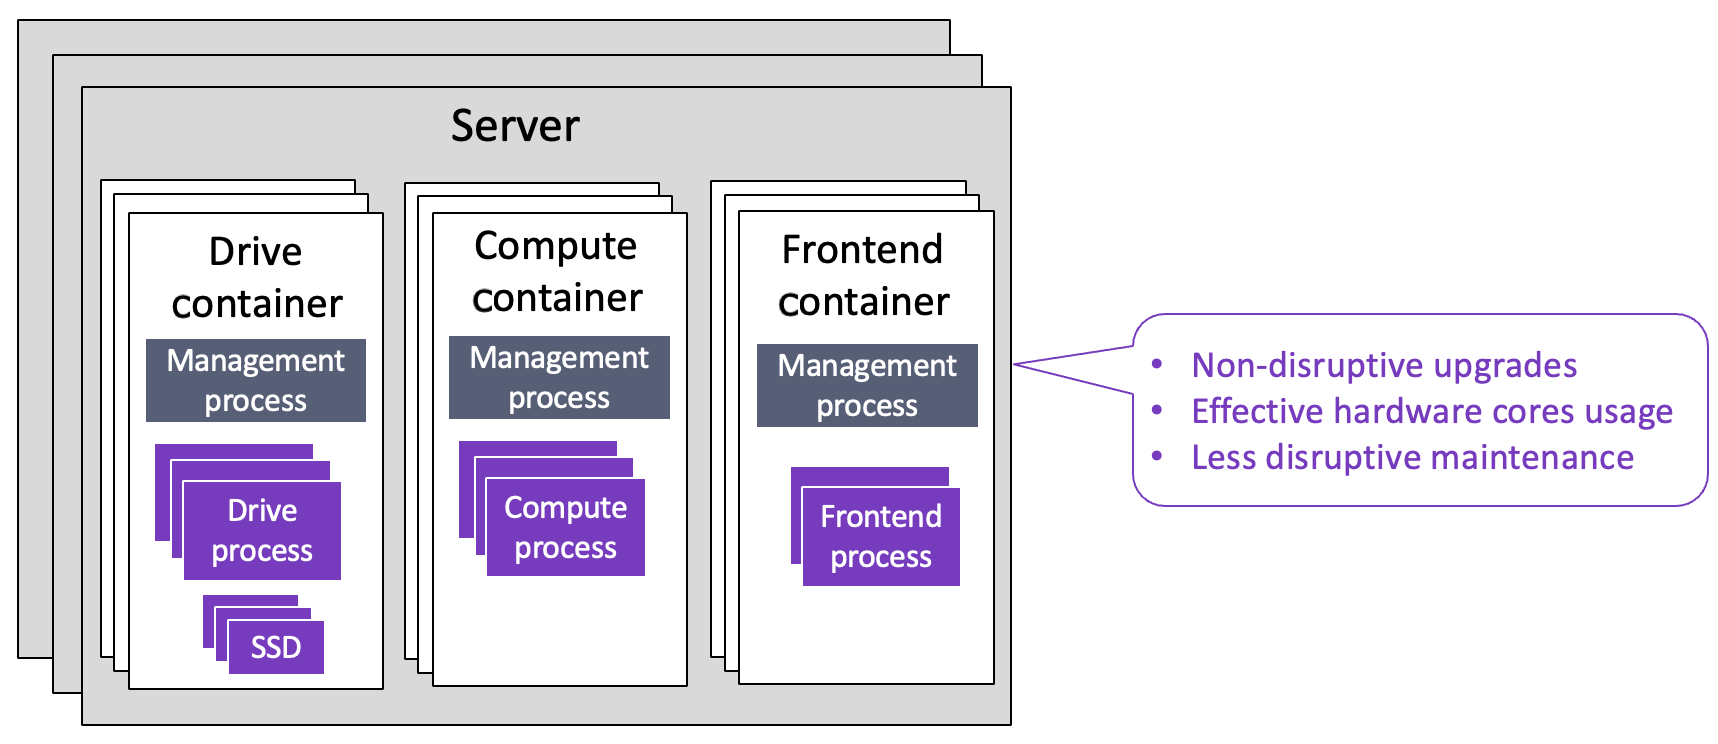 Server
Drive
container
Management
process
Drive
process
SSD
Compute
container
Management
process
Compute
process
Frontend
container
Management
process
Frontend
process
• Non-disruptive upgrades
• Effective hardware cores usage
• Less disruptive maintenance